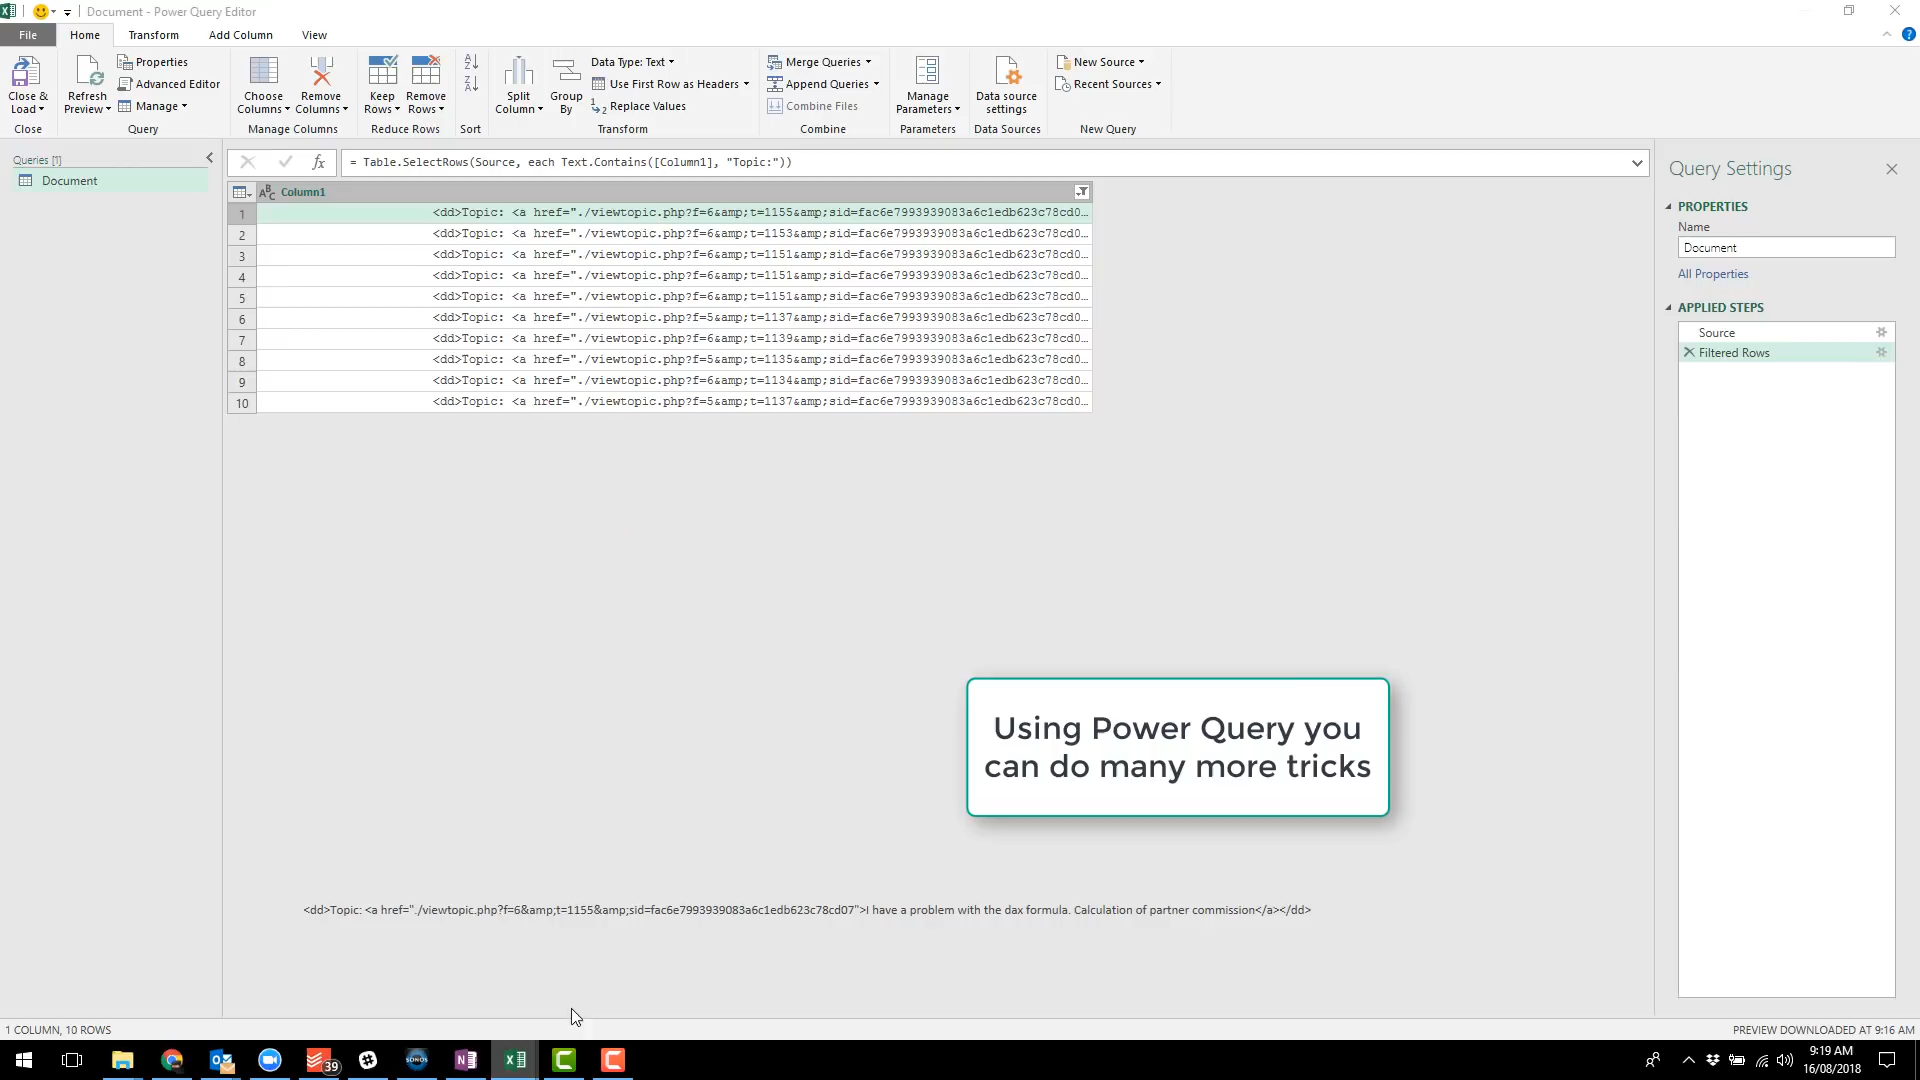 Document - Power Query Editor
File
Home
Transform
Add Column
View
Close &
Load
Close
Refresh
Preview
Properties
Advanced Editor
Manage
Query
Choose
Columns
Remove
Columns
Manage Columns
Keep
Rows
Remove
Rows
Reduce Rows
Sort
Split
Column
Group
By
Data Type: Text
Use First Row as Headers
Replace Values
Transform
Merge Queries
Append Queries
Combine Files
Combine
Manage
Parameters
Parameters
Data source
settings
Data Sources
New Source
Recent Sources
New Query
Queries [1]
Document
fx
= Table.SelectRows(Source, each Text.Contains([Column1], "Topic:"))
ABC Column1
1 <dd>Topic: <a href="./viewtopic.php?f=6&amp;t=1155&amp;sid=fac6e7993939083a6c1edb623c78cd0...
2 <dd>Topic: <a href="./viewtopic.php?f=6&amp;t=1153&amp;sid=fac6e7993939083a6c1edb623c78cd0...
3 <dd>Topic: <a href="./viewtopic.php?f=6&amp;t=1151&amp;sid=fac6e7993939083a6c1edb623c78cd0...
4 <dd>Topic: <a href="./viewtopic.php?f=6&amp;t=1151&amp;sid=fac6e7993939083a6c1edb623c78cd0...
5 <dd>Topic: <a href="./viewtopic.php?f=6&amp;t=1151&amp;sid=fac6e7993939083a6c1edb623c78cd0...
6 <dd>Topic: <a href="./viewtopic.php?f=5&amp;t=1137&amp;sid=fac6e7993939083a6c1edb623c78cd0...
7 <dd>Topic: <a href="./viewtopic.php?f=6&amp;t=1139&amp;sid=fac6e7993939083a6c1edb623c78cd0...
8 <dd>Topic: <a href="./viewtopic.php?f=5&amp;t=1135&amp;sid=fac6e7993939083a6c1edb623c78cd0...
9 <dd>Topic: <a href="./viewtopic.php?f=6&amp;t=1134&amp;sid=fac6e7993939083a6c1edb623c78cd0...
10 <dd>Topic: <a href="./viewtopic.php?f=5&amp;t=1137&amp;sid=fac6e7993939083a6c1edb623c78cd0...
Query Settings
PROPERTIES
Name
Document
All Properties
APPLIED STEPS
Source
Filtered Rows
Using Power Query you
can do many more tricks
<dd>Topic: <a href="./viewtopic.php?f=6&amp;t=1155&amp;sid=fac6e7993939083a6c1edb623c78cd07">I have a problem with the dax formula. Calculation of partner commission</a></dd>
1 COLUMN, 10 ROWS
PREVIEW DOWNLOADED AT 9:16 AM
39
SONOS
9:19 AM
16/08/2018